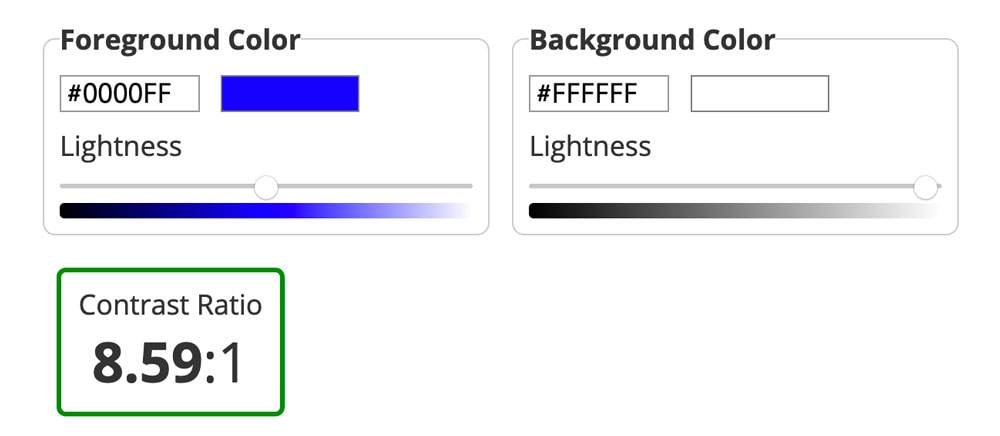 Foreground Color
#0000FF
Lightness
Background Color
#FFFFFF
Lightness
Contrast Ratio
8.59:1